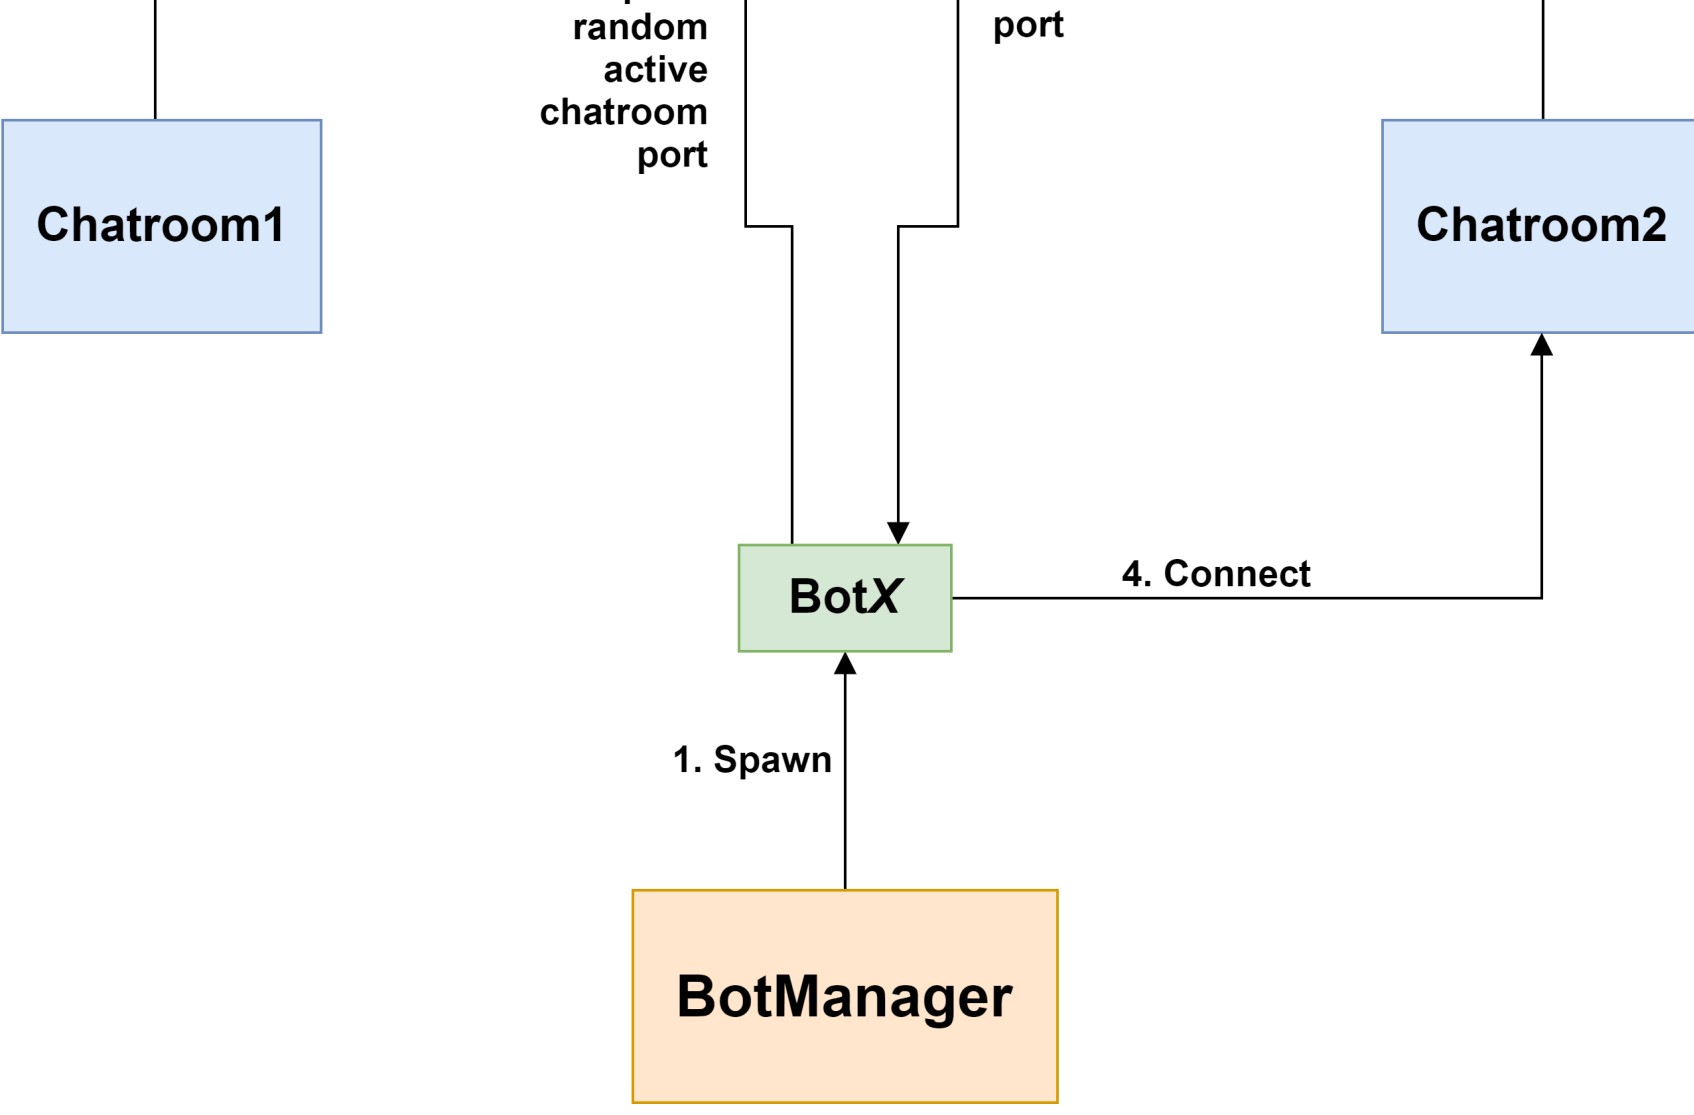 random
active
chatroom
port
port
Chatroom1
Chatroom2
BotX
4. Connect
1. Spawn
BotManager